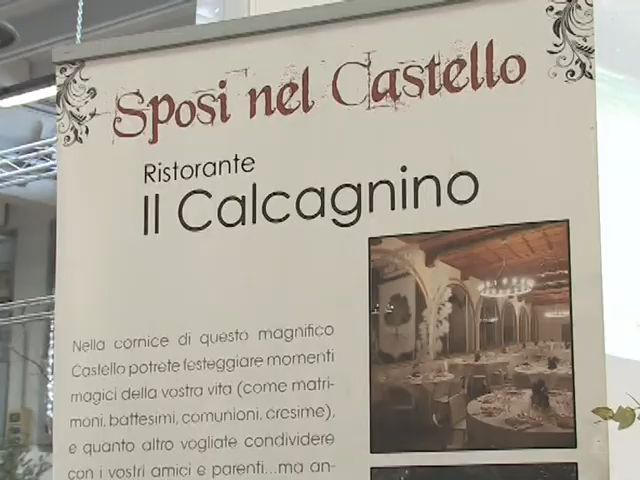 Sposi nel Castello
Ristorante
Il Calcagnino
Nella cornice di questo magnifico
Castello potrete festeggiare momenti
magici della vostra vita (come matri-
moni, battesimi, comunioni, cresime),
e quanto altro vogliate condividere
con i vostri amici e parenti...ma an-